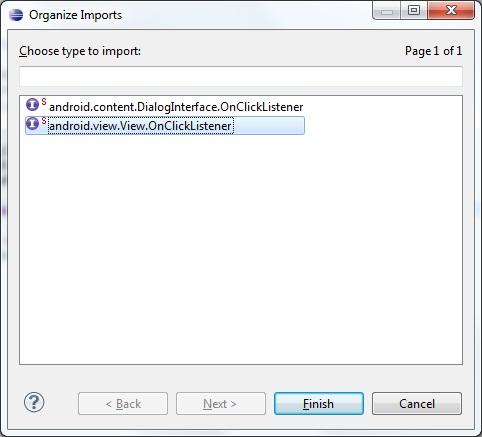 Organize Imports
Choose type to import:
Page 1 of 1
S android.content.DialogInterface.OnClickListener
S android.view.View.OnClickListener
? < Back Next > Finish Cancel